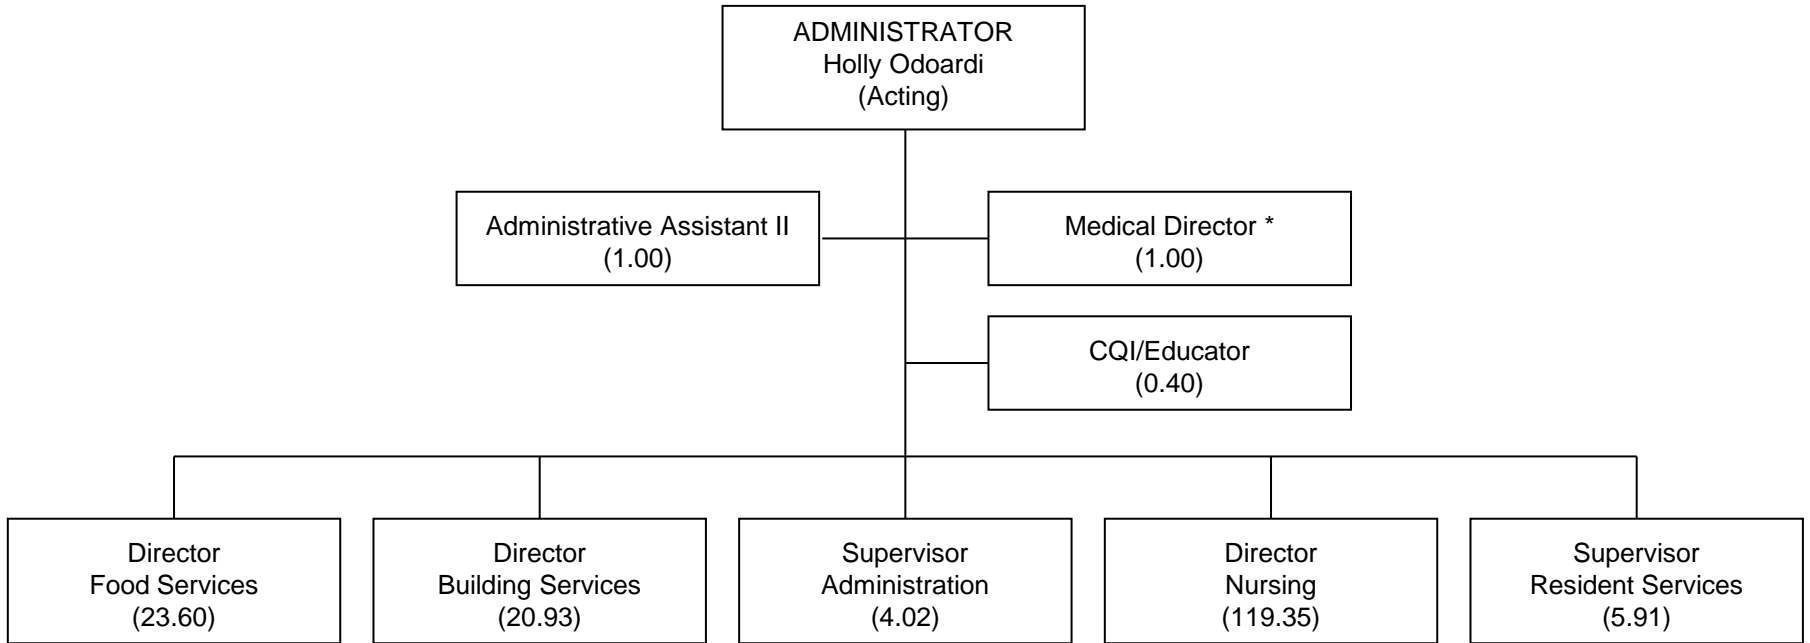 ADMINISTRATOR
Holly Odoardi
(Acting)
Administrative Assistant II
(1.00)
Medical Director *
(1.00)
CQI/Educator
(0.40)
Director
Food Services
(23.60)
Director
Building Services
(20.93)
Supervisor
Administration
(4.02)
Director
Nursing
(119.35)
Supervisor
Resident Services
(5.91)